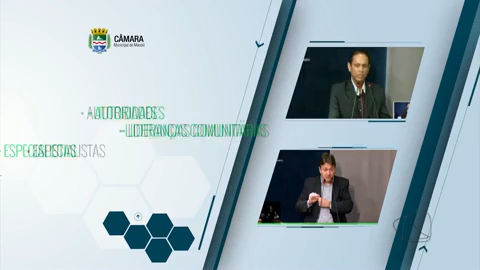 CÂMARA
Municipal de Maceió
· AUTORIDADES
· LIDERANÇAS COMUNITÁRIAS
· ESPECIALISTAS